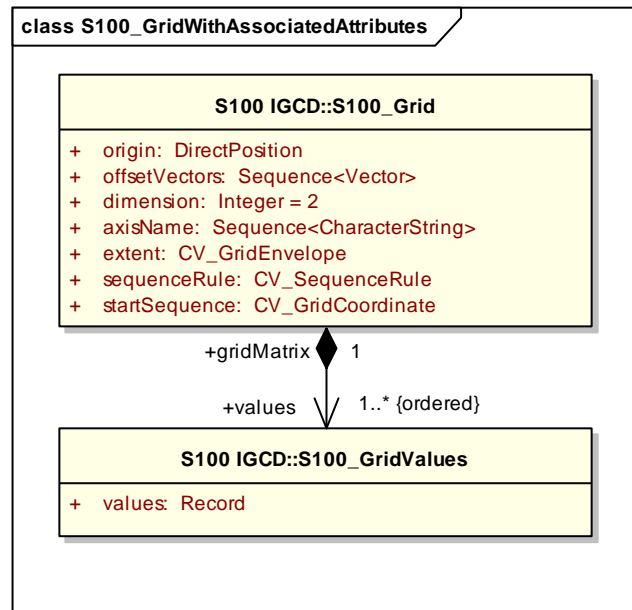 class S100_GridWithAssociatedAttributes
S100 IGCD::S100_Grid
+ origin: DirectPosition
+ offsetVectors: Sequence<Vector>
+ dimension: Integer = 2
+ axisName: Sequence<CharacterString>
+ extent: CV_GridEnvelope
+ sequenceRule: CV_SequenceRule
+ startSequence: CV_GridCoordinate
+gridMatrix 1
+values 1..* {ordered}
S100 IGCD::S100_GridValues
+ values: Record